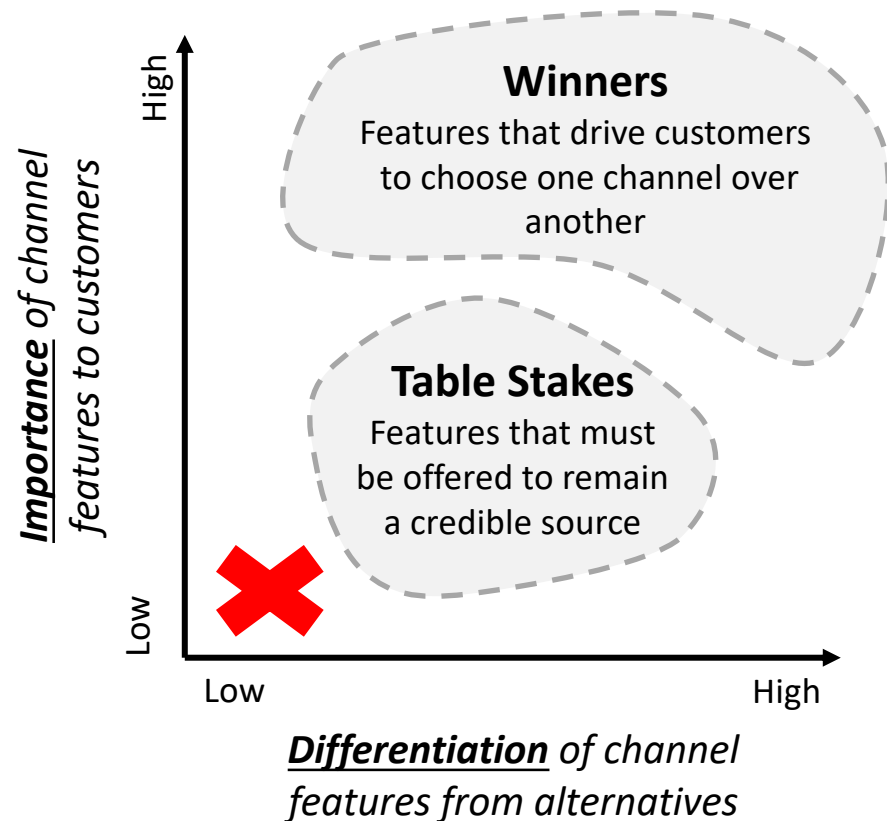 High
Importance of channel
features to customers
Low
Winners
Features that drive customers
to choose one channel over
another
Table Stakes
Features that must
be offered to remain
a credible source
Low
High
Differentiation of channel
features from alternatives